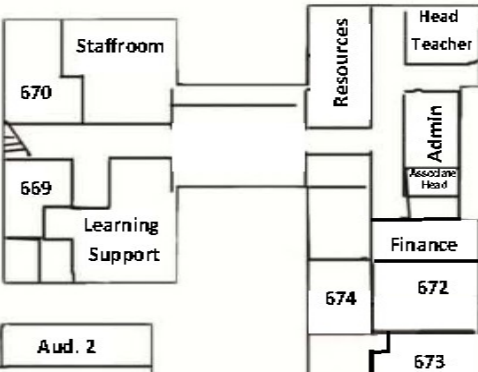 Head
Teacher
Staffroom
Resources
670
Admin
Associate
Head
669
Learning
Support
Finance
674
672
Aud. 2
673